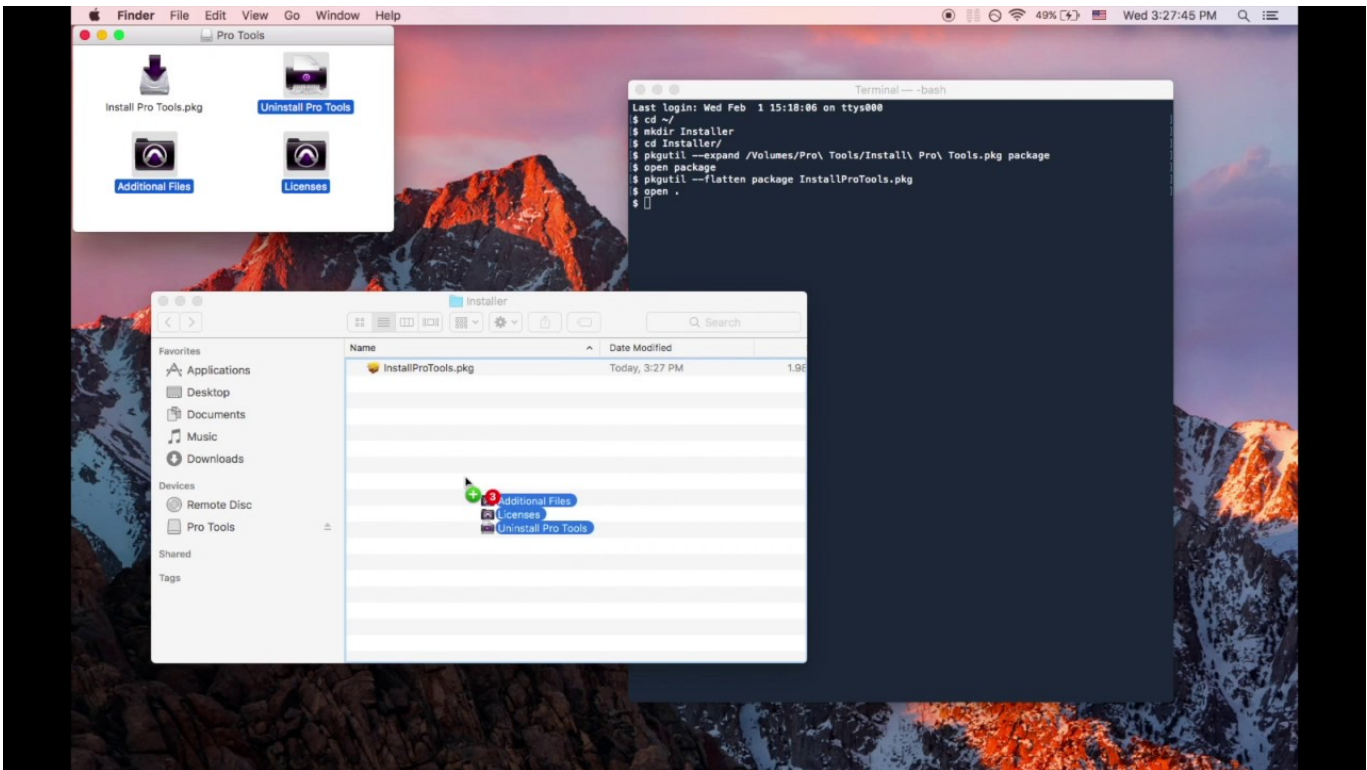 Finder File Edit View Go Window Help 49% Wed 3:27:45 PM
Pro Tools
Install Pro Tools.pkg Uninstall Pro Tools
Additional Files Licenses
Terminal — -bash
Last login: Wed Feb 1 15:18:06 on ttys000
$ cd ~/
$ mkdir Installer
$ cd Installer/
$ pkgutil --expand /Volumes/Pro\ Tools/Install\ Pro\ Tools.pkg package
$ open package
$ pkgutil --flatten package InstallProTools.pkg
$ open .
$
Installer
Search
Favorites
Applications
Desktop
Documents
Music
Downloads
Devices
Remote Disc
Pro Tools
Shared
Tags
Name Date Modified
InstallProTools.pkg Today, 3:27 PM 1.98
3 Additional Files
Licenses
Uninstall Pro Tools